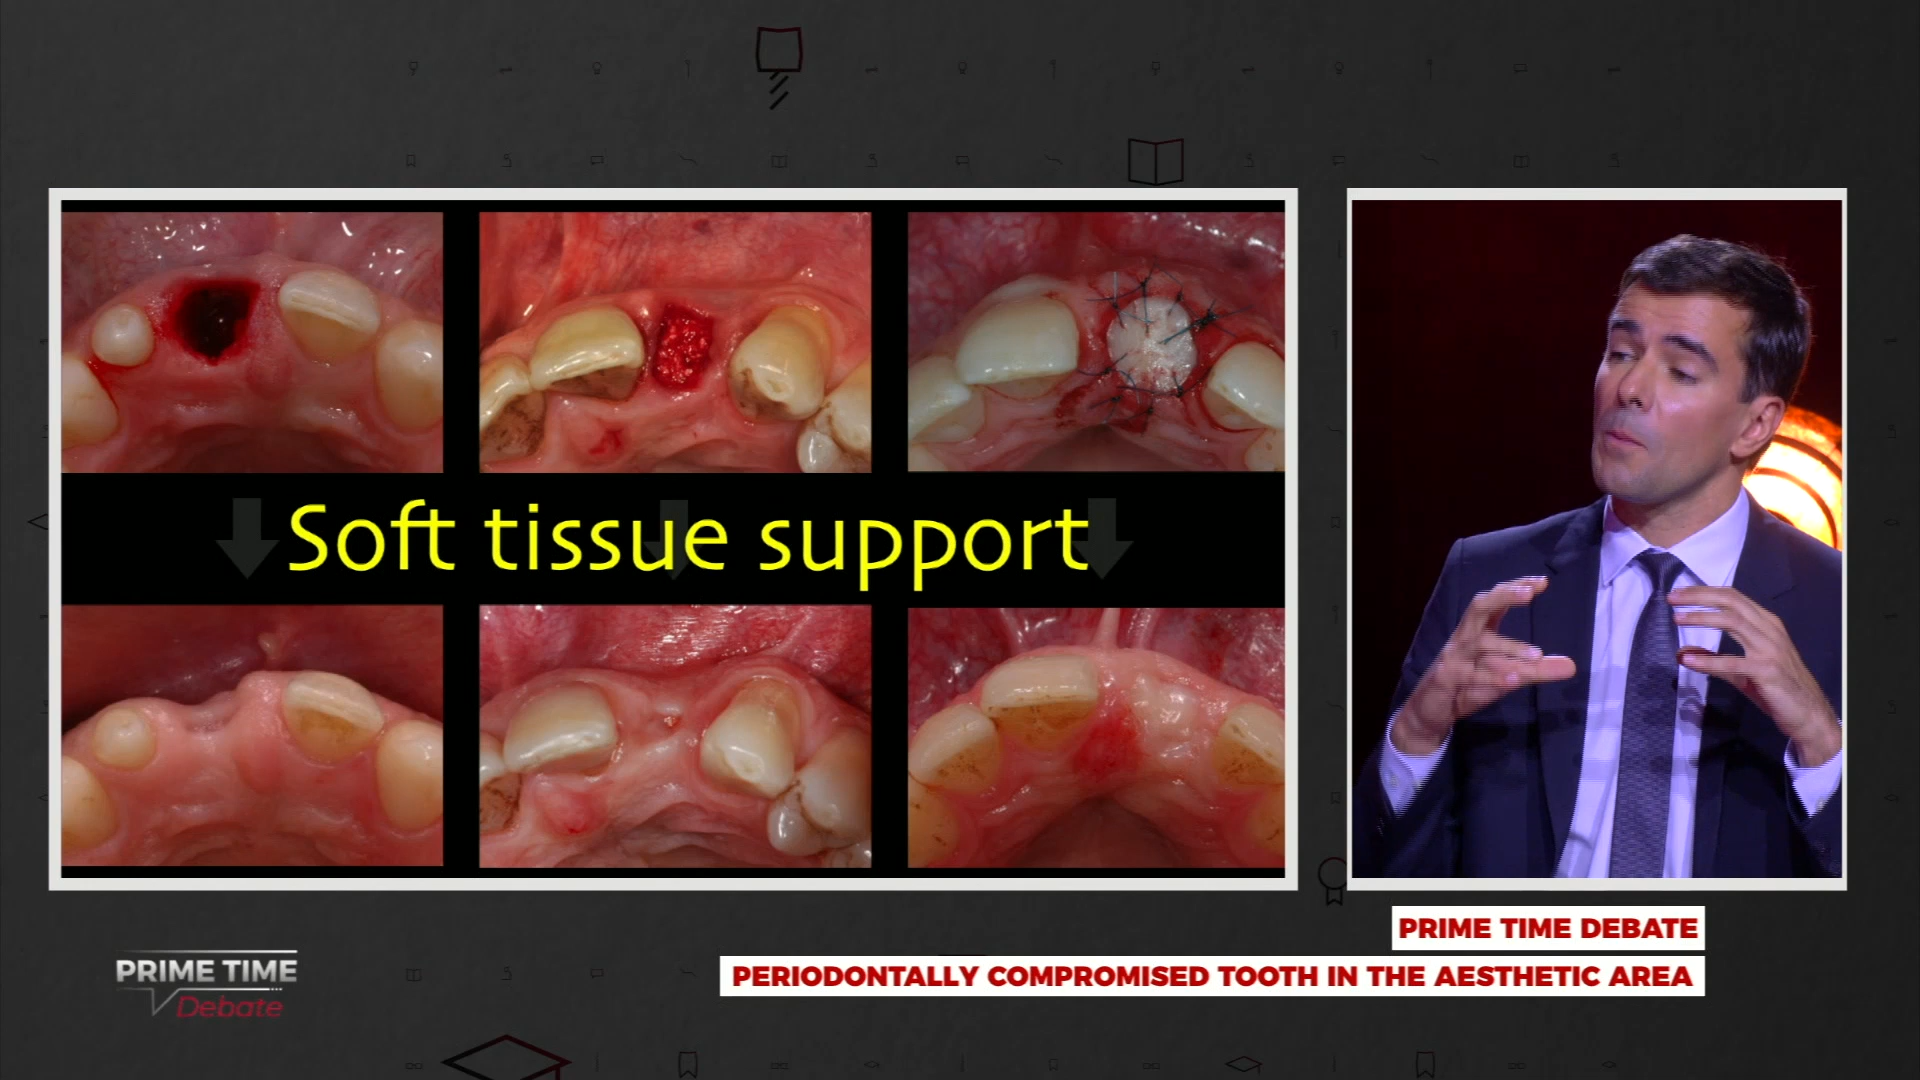 Soft tissue support
PRIME TIME DEBATE
PERIODONTALLY COMPROMISED TOOTH IN THE AESTHETIC AREA
PRIME TIME
Debate